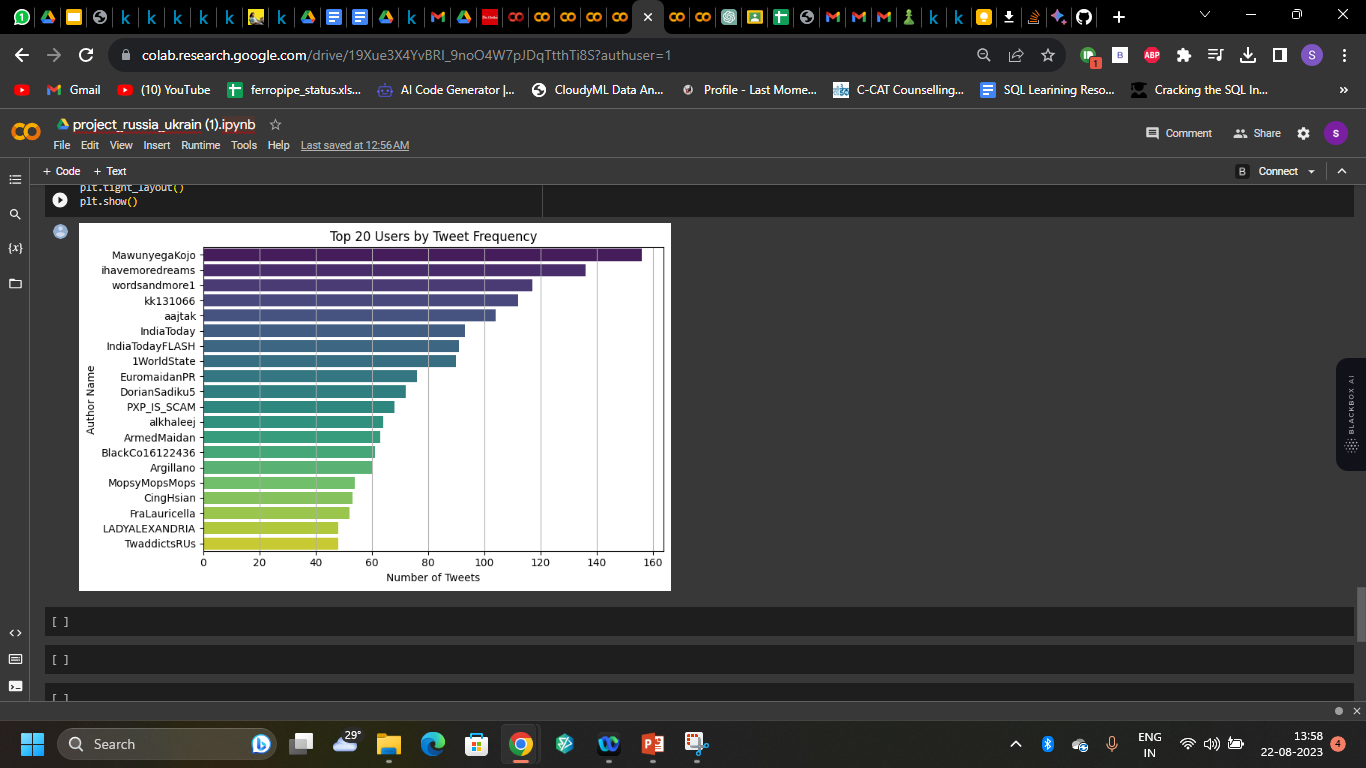 colab.research.google.com/drive/19Xue3X4YvBRI_9noO4W7pJDqTtthTi8S?authuser=1
1
B
ABP
S
Gmail
(10) YouTube
ferropipe_status.xls...
AI Code Generator |...
CloudyML Data An...
Profile - Last Mome...
C-CAT Counselling...
SQL Learining Reso...
Cracking the SQL In...
»
project_russia_ukrain (1).ipynb
File Edit View Insert Runtime Tools Help Last saved at 12:56 AM
Comment
Share
S
+ Code + Text
B
Connect
plt.tight_layout()
plt.show()
{x}
Top 20 Users by Tweet Frequency
Author Name
MawunyegaKojo
ihavemoredreams
wordsandmore1
kk131066
aajtak
IndiaToday
IndiaTodayFLASH
1WorldState
EuromaidanPR
DorianSadiku5
PXP_IS_SCAM
alkhaleej
ArmedMaidan
BlackCo16122436
Argillano
MopsyMopsMops
CingHsian
FraLauricella
LADYALEXANDRIA
TwaddictsRUs
0 20 40 60 80 100 120 140 160
Number of Tweets
BLACKBOX AI
[ ]
[ ]
[ ]
Search
29°
ENG
IN
13:58
22-08-2023
4